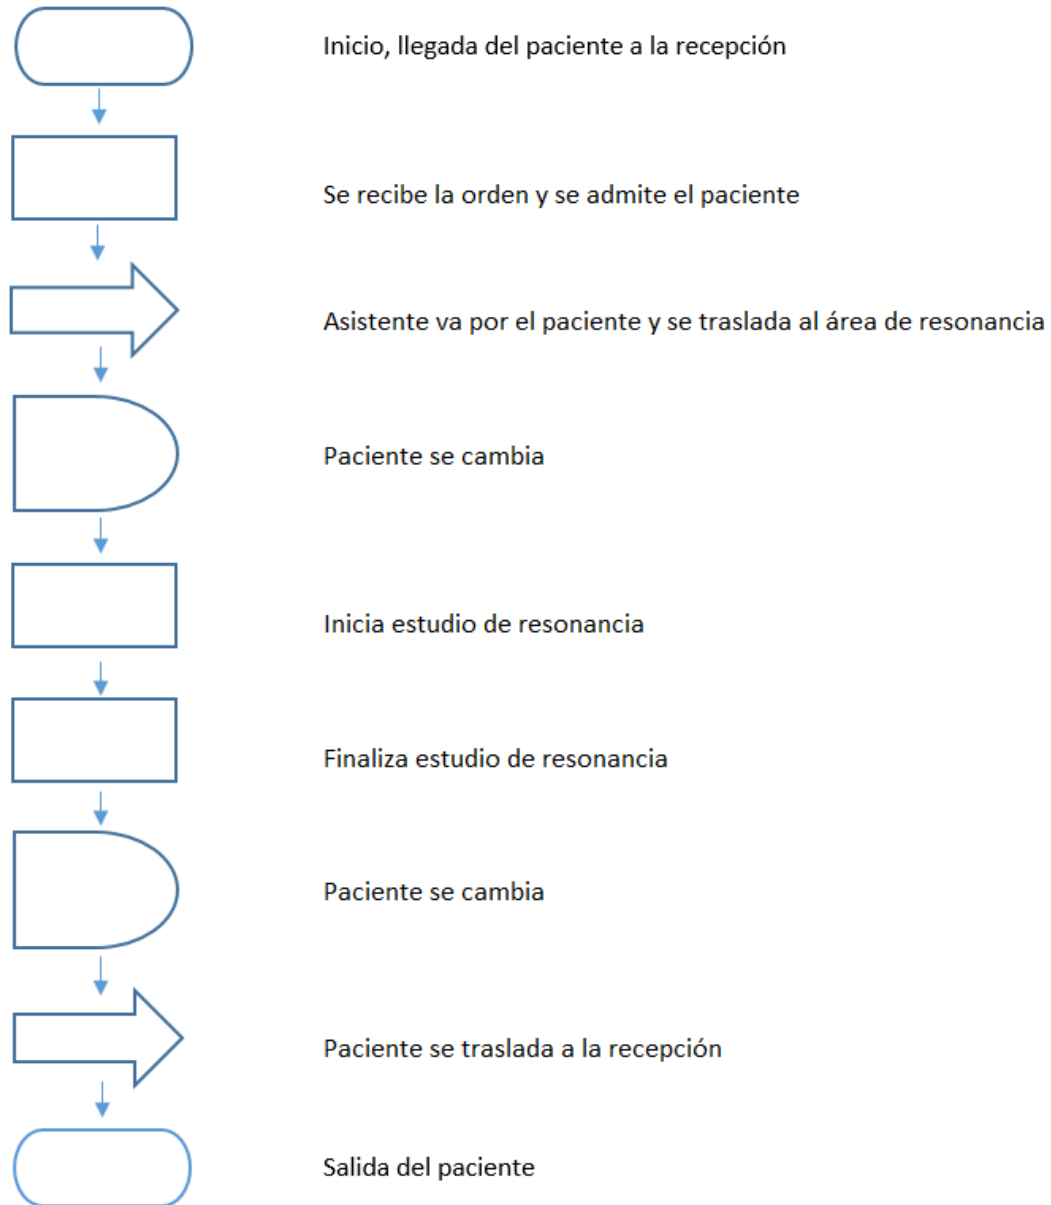 Inicio, llegada del paciente a la recepción
Se recibe la orden y se admite el paciente
Asistente va por el paciente y se traslada al área de resonancia
Paciente se cambia
Inicia estudio de resonancia
Finaliza estudio de resonancia
Paciente se cambia
Paciente se traslada a la recepción
Salida del paciente